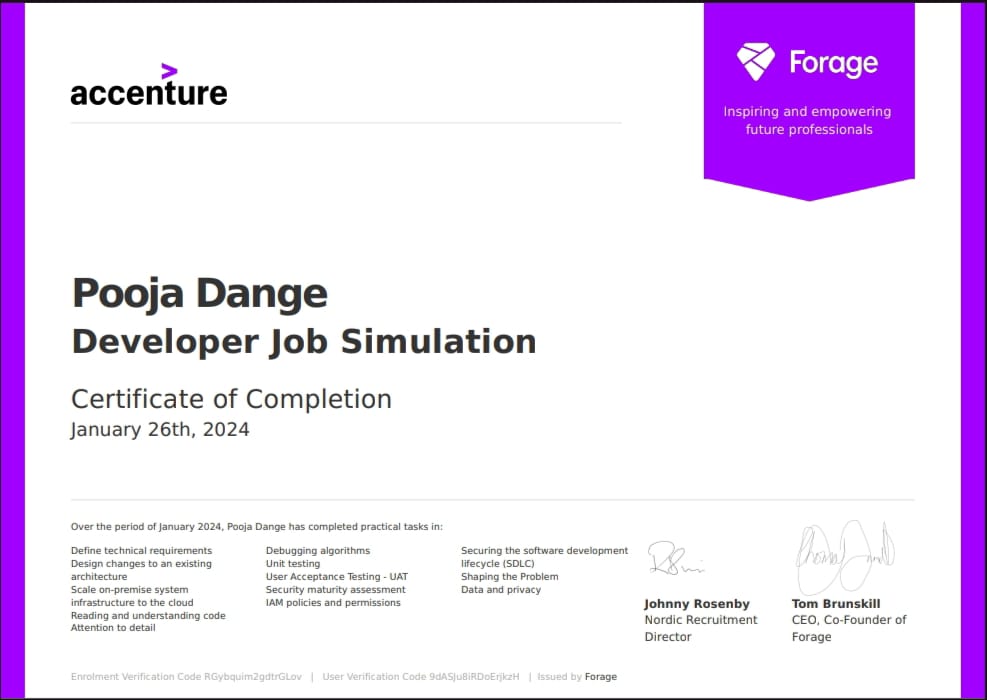 accenture
Forage
Inspiring and empowering
future professionals
Pooja Dange
Developer Job Simulation
Certificate of Completion
January 26th, 2024
Over the period of January 2024, Pooja Dange has completed practical tasks in:
Define technical requirements
Design changes to an existing
architecture
Scale on-premise system
infrastructure to the cloud
Reading and understanding code
Attention to detail
Debugging algorithms
Unit testing
User Acceptance Testing - UAT
Security maturity assessment
IAM policies and permissions
Securing the software development
lifecycle (SDLC)
Shaping the Problem
Data and privacy
Johnny Rosenby
Nordic Recruitment
Director
Tom Brunskill
CEO, Co-Founder of
Forage
Enrolment Verification Code RGybquim2gdtrGLov | User Verification Code 9dASJu8iRDoErjkzH | Issued by Forage